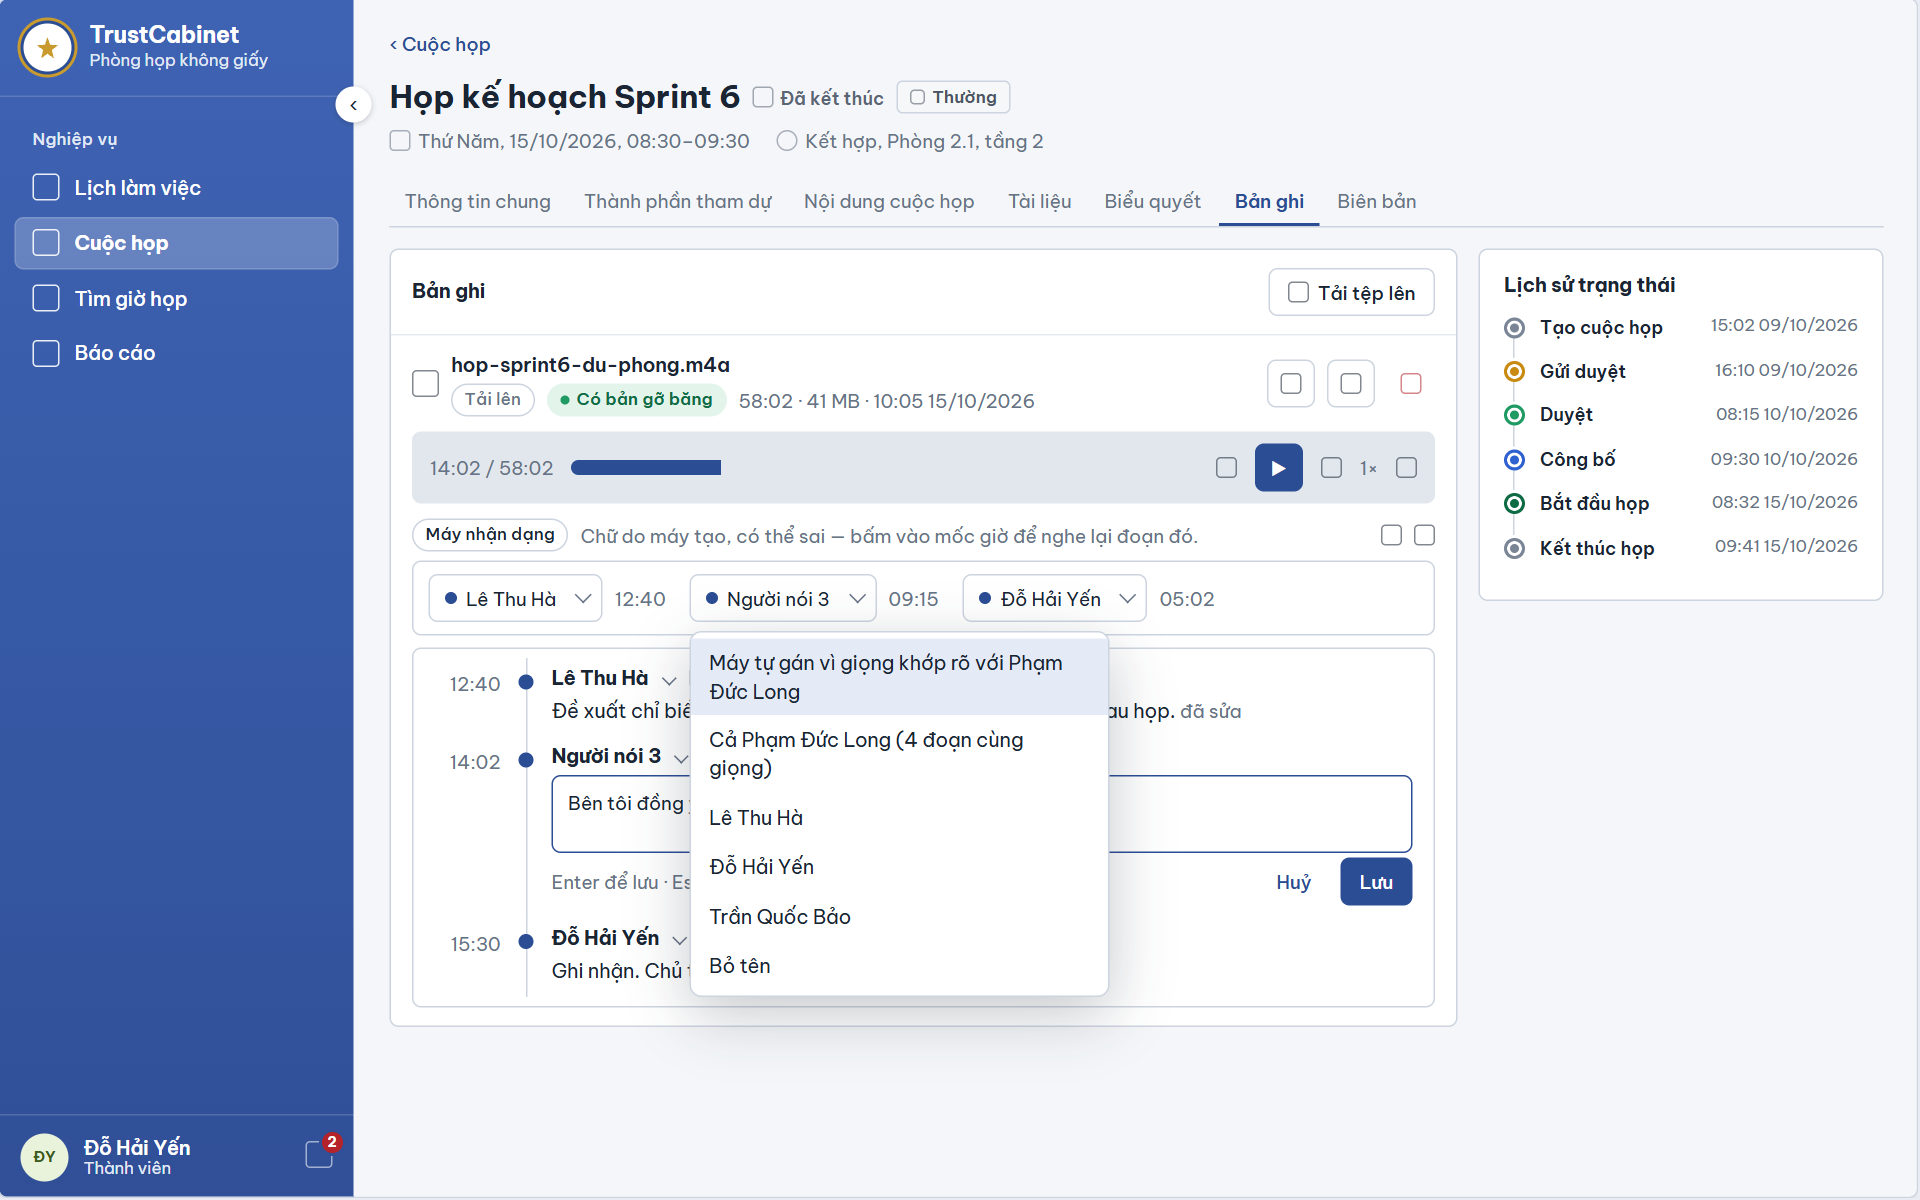 TrustCabinet
Phòng họp không giấy
Nghiệp vụ
Lịch làm việc
Cuộc họp
Tìm giờ họp
Báo cáo
ĐY
Đỗ Hải Yến
Thành viên
2
‹ Cuộc họp
Họp kế hoạch Sprint 6
Đã kết thúc
Thường
Thứ Năm, 15/10/2026, 08:30–09:30
Kết hợp, Phòng 2.1, tầng 2
Thông tin chung
Thành phần tham dự
Nội dung cuộc họp
Tài liệu
Biểu quyết
Bản ghi
Biên bản
Bản ghi
Tải tệp lên
hop-sprint6-du-phong.m4a
Tải lên
Có bản gỡ băng
58:02 · 41 MB · 10:05 15/10/2026
14:02 / 58:02
1×
Máy nhận dạng
Chữ do máy tạo, có thể sai — bấm vào mốc giờ để nghe lại đoạn đó.
Lê Thu Hà
12:40
Người nói 3
09:15
Đỗ Hải Yến
05:02
Máy tự gán vì giọng khớp rõ với Phạm
Đức Long
Cả Phạm Đức Long (4 đoạn cùng
giọng)
Lê Thu Hà
Đỗ Hải Yến
Trần Quốc Bảo
Bỏ tên
12:40
Lê Thu Hà
Đề xuất chỉ họp. đã sửa
14:02
Người nói 3
Bên tôi đồng
Enter để lưu ·
Huỷ
Lưu
15:30
Đỗ Hải Yến
Ghi nhận. Chủ
Lịch sử trạng thái
Tạo cuộc họp
15:02 09/10/2026
Gửi duyệt
16:10 09/10/2026
Duyệt
08:15 10/10/2026
Công bố
09:30 10/10/2026
Bắt đầu họp
08:32 15/10/2026
Kết thúc họp
09:41 15/10/2026